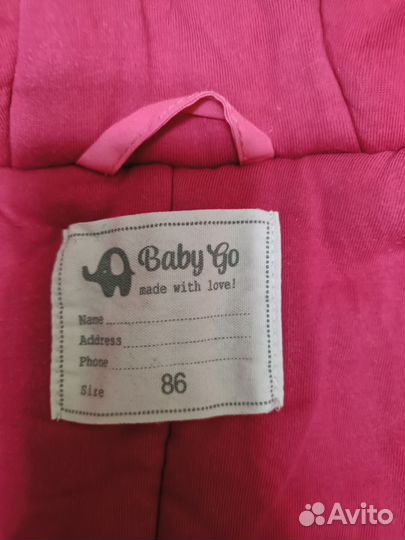 Baby Go
made with love!
Name
Address
Phone
Size 86
Avito